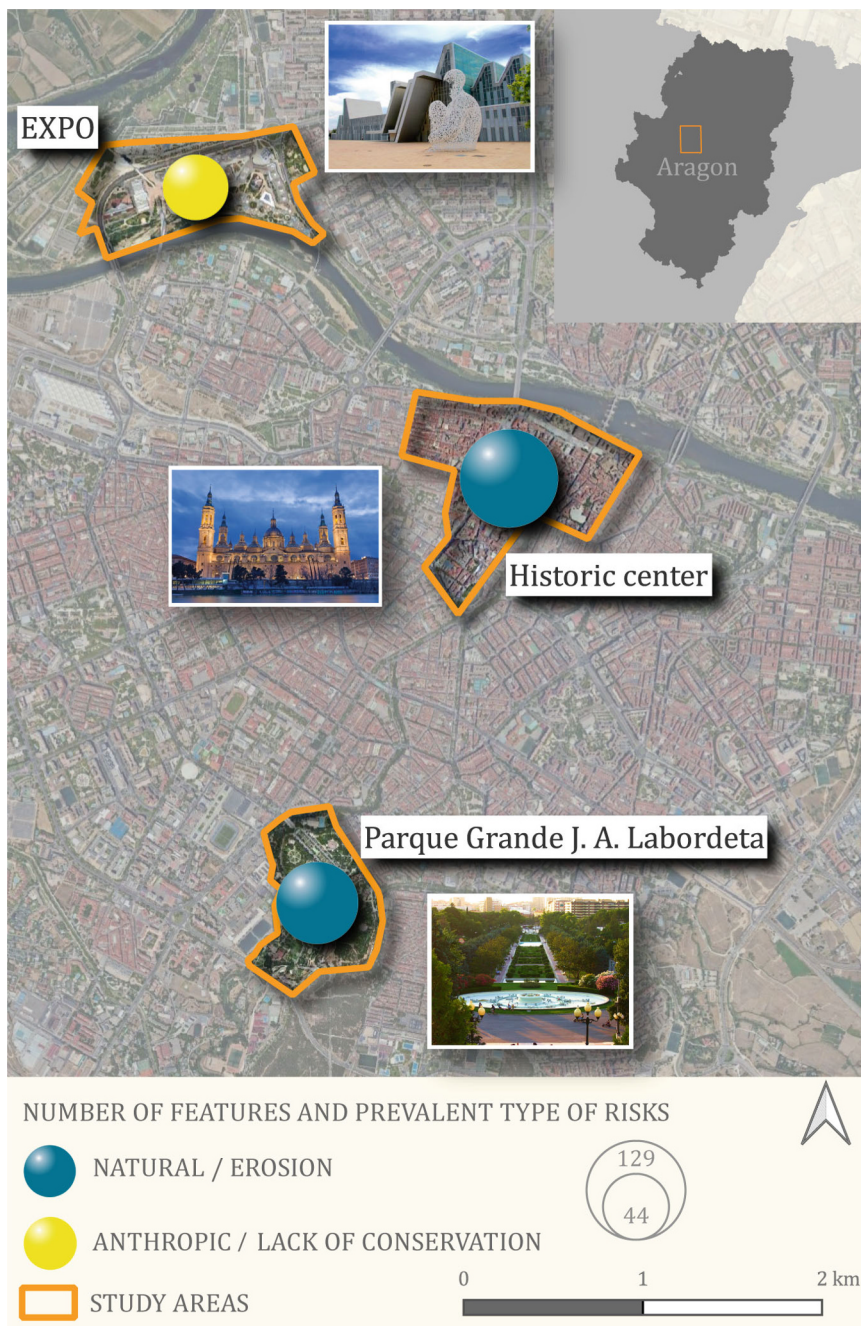 EXPO
Aragon
Historic center
Parque Grande J. A. Labordeta
NUMBER OF FEATURES AND PREVALENT TYPE OF RISKS
NATURAL / EROSION
129
44
ANTHROPIC / LACK OF CONSERVATION
0 1 2 km
STUDY AREAS